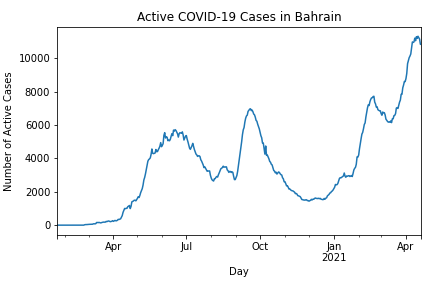 Active COVID-19 Cases in Bahrain
Number of Active Cases
10000
8000
6000
4000
2000
0
Apr
Jul
Oct
Jan
2021
Apr
Day